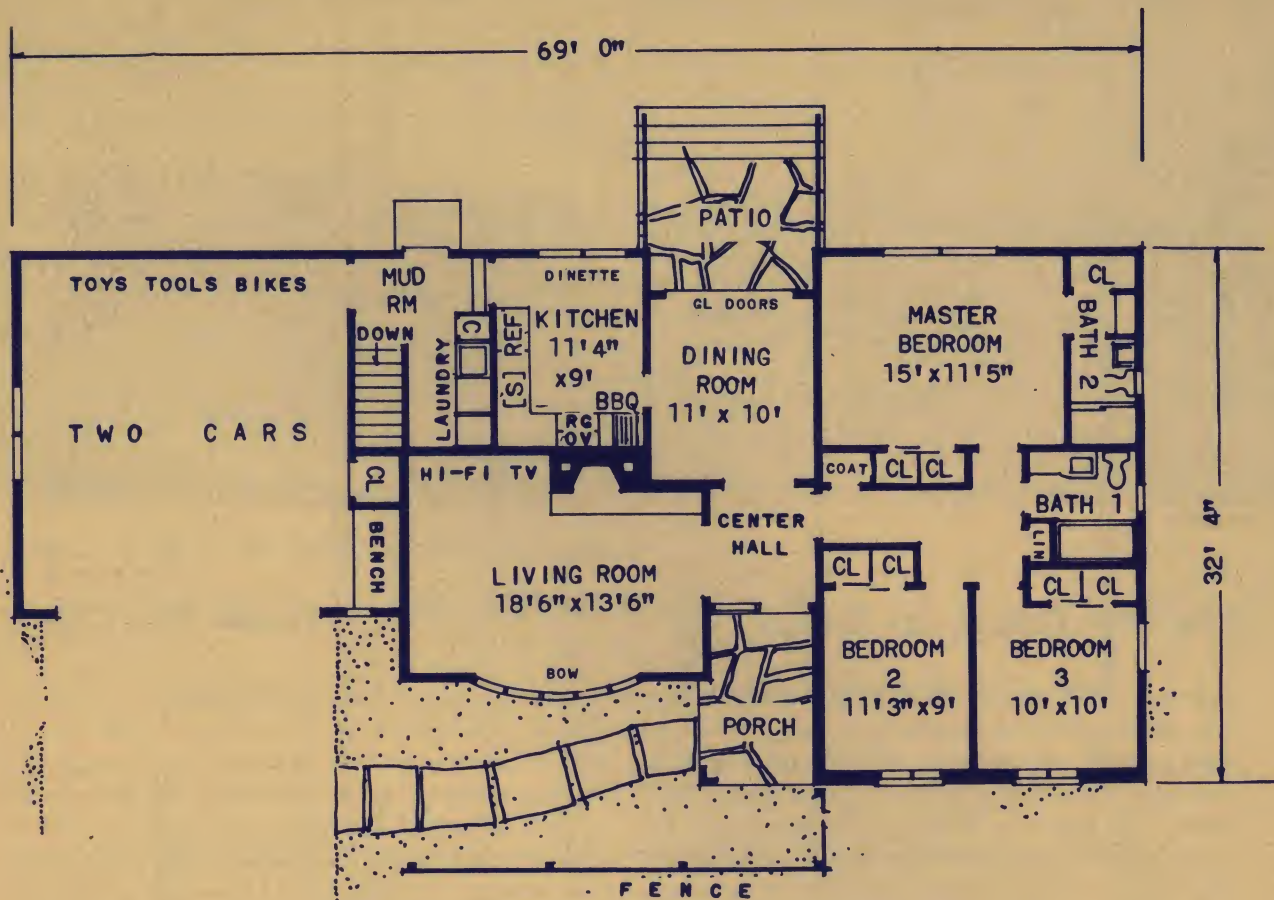 69' 0"
PATIO
TOYS TOOLS BIKES
MUD
RM
DINETTE
GL DOORS
CL
DOWN
C
LAUNDRY
[S] REF
KITCHEN
11'4"
x9'
BBQ
RG
OV
DINING
ROOM
11' x 10'
MASTER
BEDROOM
15'x11'5"
BATH 2
TWO CARS
CL
HI-FI TV
COAT
CL
CL
BATH 1
LIN
BENCH
CENTER
HALL
LIVING ROOM
18'6"x13'6"
CL
CL
CL
CL
32' 4"
BOW
BEDROOM
2
11'3"x9'
BEDROOM
3
10'x10'
PORCH
FENCE